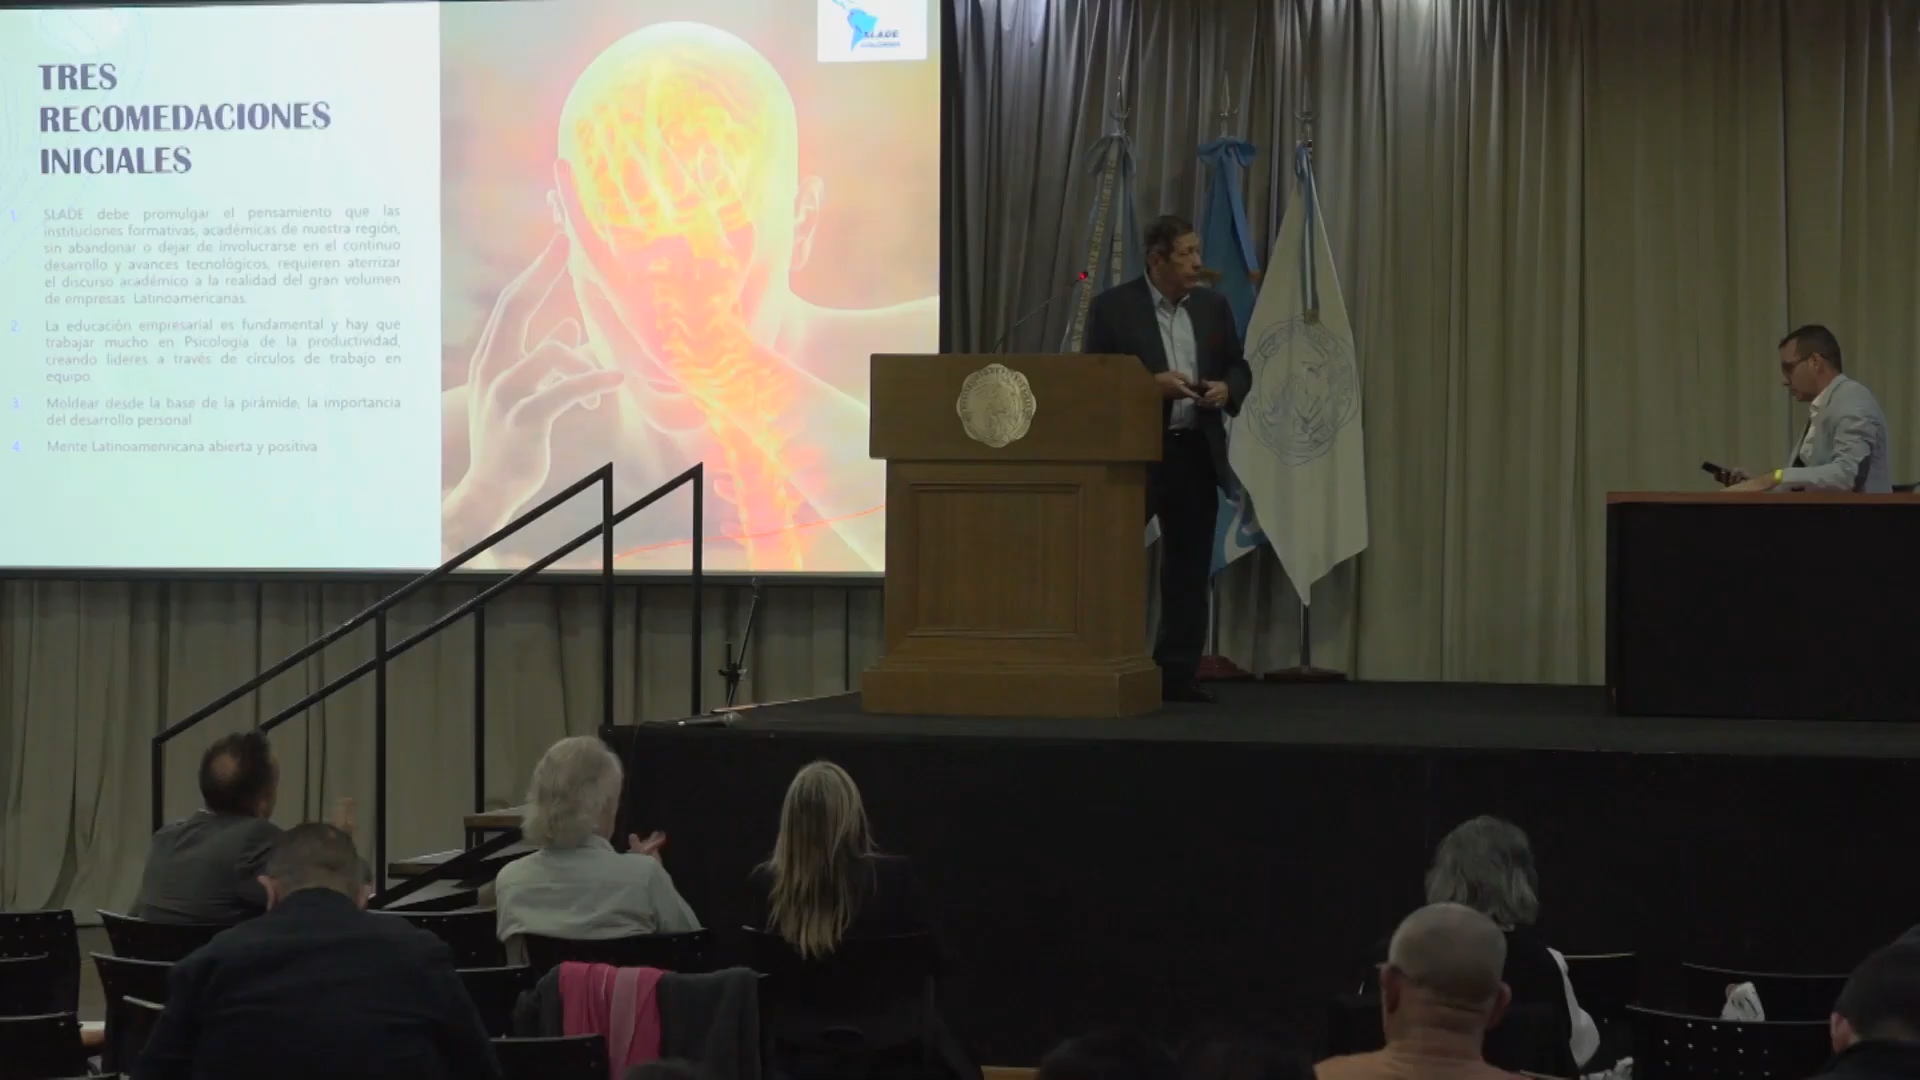 TRES
RECOMEDACIONES
INICIALES
1. SLADE debe promulgar el pensamiento que las
instituciones formativas, académicas de nuestra región,
sin abandonar o dejar de involucrarse en el continuo
desarrollo y avances tecnológicos, requieren aterrizar
el discurso académico a la realidad del gran volumen
de empresas Latinoamericanas.
2. La educación empresarial es fundamental y hay que
trabajar mucho en Psicología de la productividad,
creando lideres a través de círculos de trabajo en
equipo.
3. Moldear desde la base de la pirámide, la importancia
del desarrollo personal
4. Mente Latinoamenricana abierta y positiva
SLADE